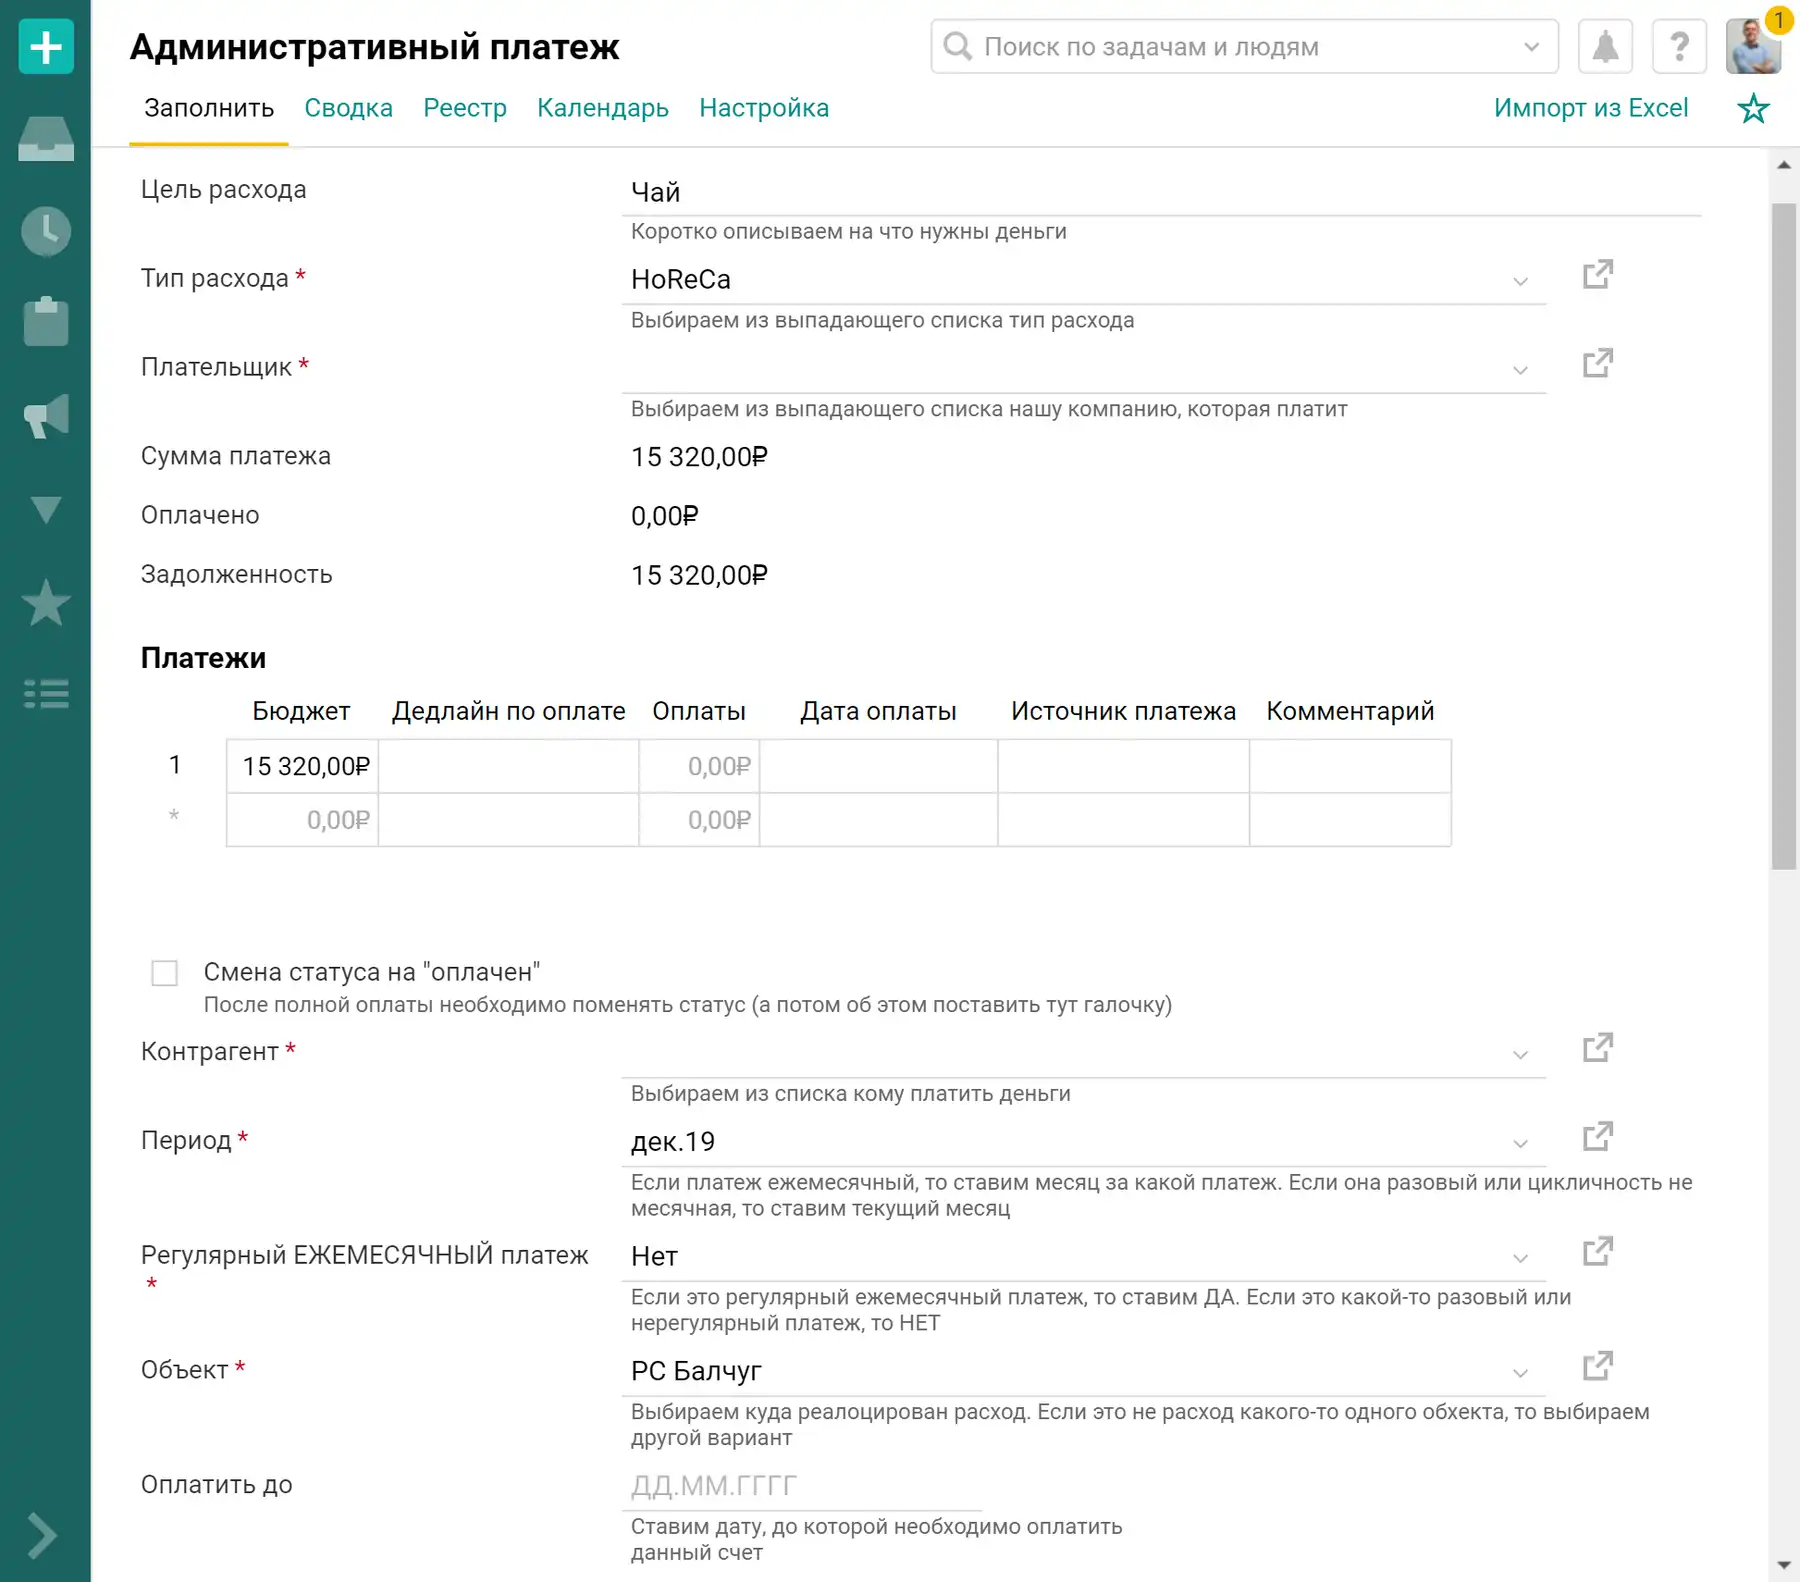 Административный платеж
Поиск по задачам и людям
?
1
Заполнить Сводка Реестр Календарь Настройка Импорт из Excel
Цель расхода
Чай
Коротко описываем на что нужны деньги
Тип расхода *
HoReCa
Выбираем из выпадающего списка тип расхода
Плательщик *
Выбираем из выпадающего списка нашу компанию, которая платит
Сумма платежа 15 320,00₽
Оплачено 0,00₽
Задолженность 15 320,00₽
Платежи
Бюджет Дедлайн по оплате Оплаты Дата оплаты Источник платежа Комментарий
1 15 320,00₽ 0,00₽
* 0,00₽ 0,00₽
Смена статуса на "оплачен"
После полной оплаты необходимо поменять статус (а потом об этом поставить тут галочку)
Контрагент *
Выбираем из списка кому платить деньги
Период *
дек.19
Если платеж ежемесячный, то ставим месяц за какой платеж. Если она разовый или цикличность не
месячная, то ставим текущий месяц
Регулярный ЕЖЕМЕСЯЧНЫЙ платеж
*
Нет
Если это регулярный ежемесячный платеж, то ставим ДА. Если это какой-то разовый или
нерегулярный платеж, то НЕТ
Объект *
РС Балчуг
Выбираем куда реалоцирован расход. Если это не расход какого-то одного обхекта, то выбираем
другой вариант
Оплатить до
ДД.ММ.ГГГГ
Ставим дату, до которой необходимо оплатить
данный счет